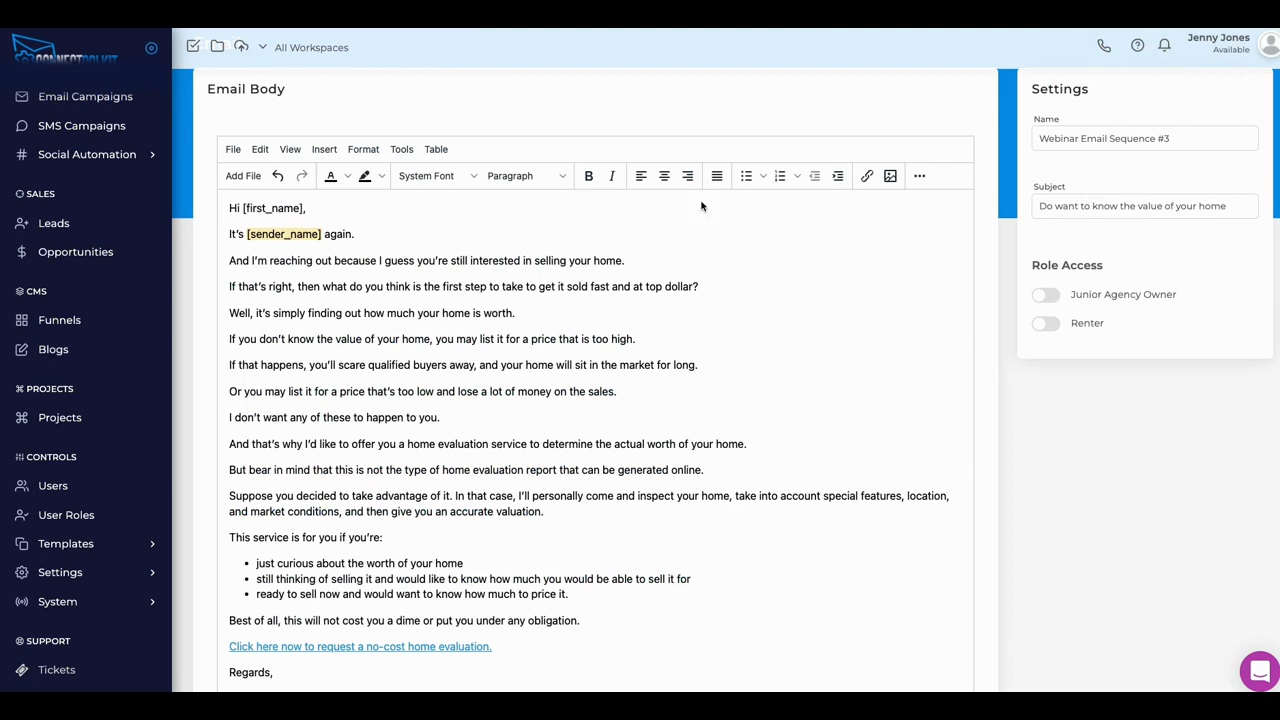 CONNECTOOLKIT
Email Campaigns
SMS Campaigns
Social Automation
SALES
Leads
Opportunities
CMS
Funnels
Blogs
PROJECTS
Projects
CONTROLS
Users
User Roles
Templates
Settings
System
SUPPORT
Tickets
All Workspaces
Jenny Jones
Available
Email Body
File Edit View Insert Format Tools Table
Add File System Font Paragraph
Hi [first_name],
It's [sender_name] again.
And I'm reaching out because I guess you're still interested in selling your home.
If that's right, then what do you think is the first step to take to get it sold fast and at top dollar?
Well, it's simply finding out how much your home is worth.
If you don't know the value of your home, you may list it for a price that is too high.
If that happens, you'll scare qualified buyers away, and your home will sit in the market for long.
Or you may list it for a price that's too low and lose a lot of money on the sales.
I don't want any of these to happen to you.
And that's why I'd like to offer you a home evaluation service to determine the actual worth of your home.
But bear in mind that this is not the type of home evaluation report that can be generated online.
Suppose you decided to take advantage of it. In that case, I'll personally come and inspect your home, take into account special features, location,
and market conditions, and then give you an accurate valuation.
This service is for you if you're:
• just curious about the worth of your home
• still thinking of selling it and would like to know how much you would be able to sell it for
• ready to sell now and would want to know how much to price it.
Best of all, this will not cost you a dime or put you under any obligation.
Click here now to request a no-cost home evaluation.
Regards,
Settings
Name
Webinar Email Sequence #3
Subject
Do want to know the value of your home
Role Access
Junior Agency Owner
Renter